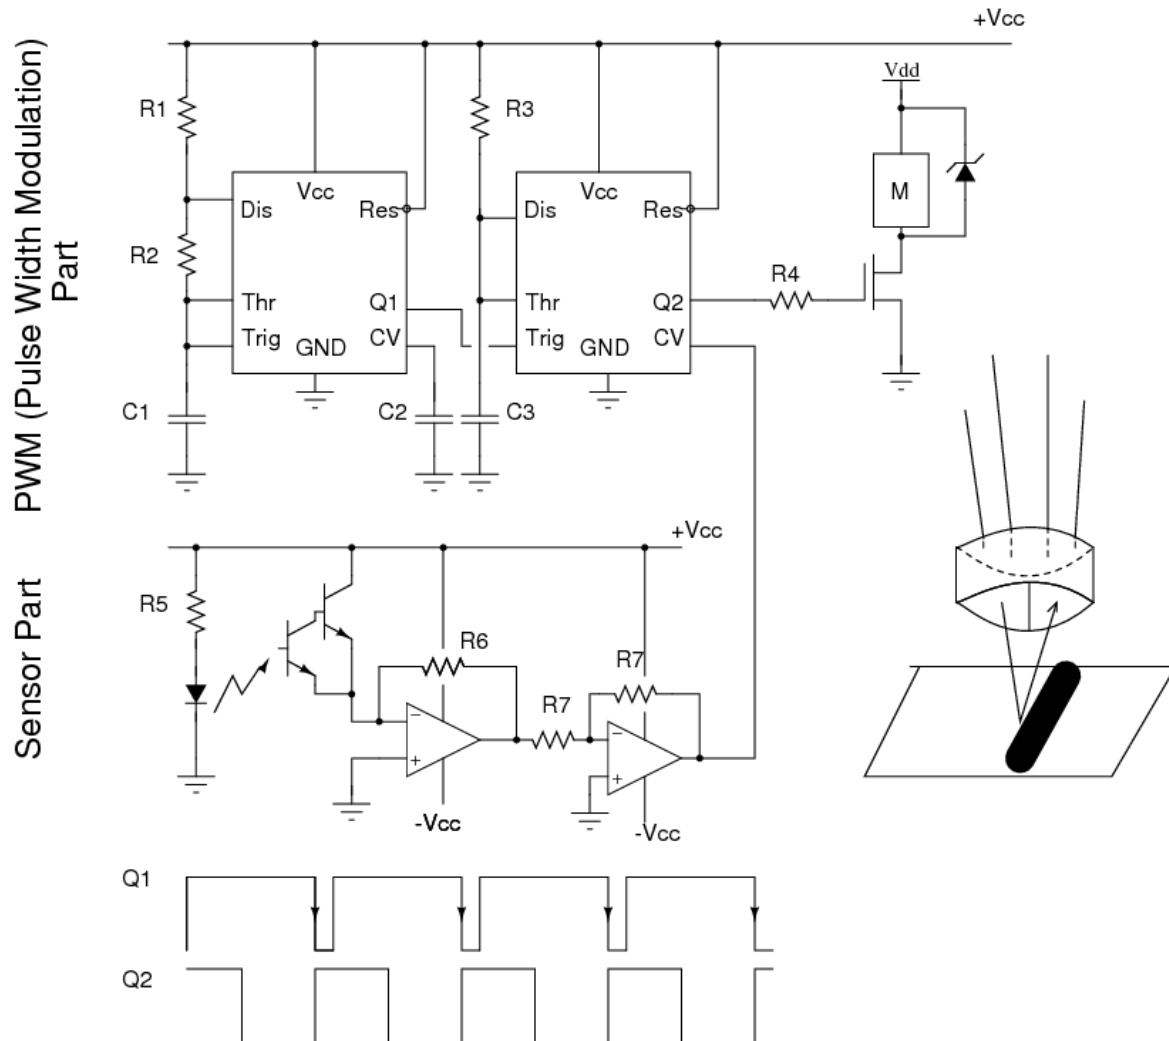 PWM (Pulse Width Modulation)
Part
+Vcc
Vdd
R1
R3
Vcc
Vcc
M
Dis
Res
Dis
Res
R2
R4
Thr
Q1
Thr
Q2
Trig
GND
CV
Trig
GND
CV
C1
C2
C3
Sensor Part
+Vcc
R5
R6
R7
R7
−
+
−
+
-Vcc
-Vcc
Q1
Q2